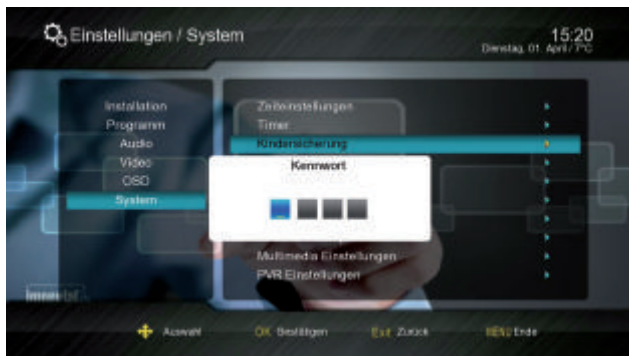 Einstellungen / System
15:20
Dienstag, 01. April / 7°C
Installation
Programm
Audio
Video
OSD
System
Zeiteinstellungen
Timer
Kindersicherung
Kennwort
Multimedia Einstellungen
PVR Einstellungen
Auswahl
OK Bestätigen
Exit Zurück
MENU Ende